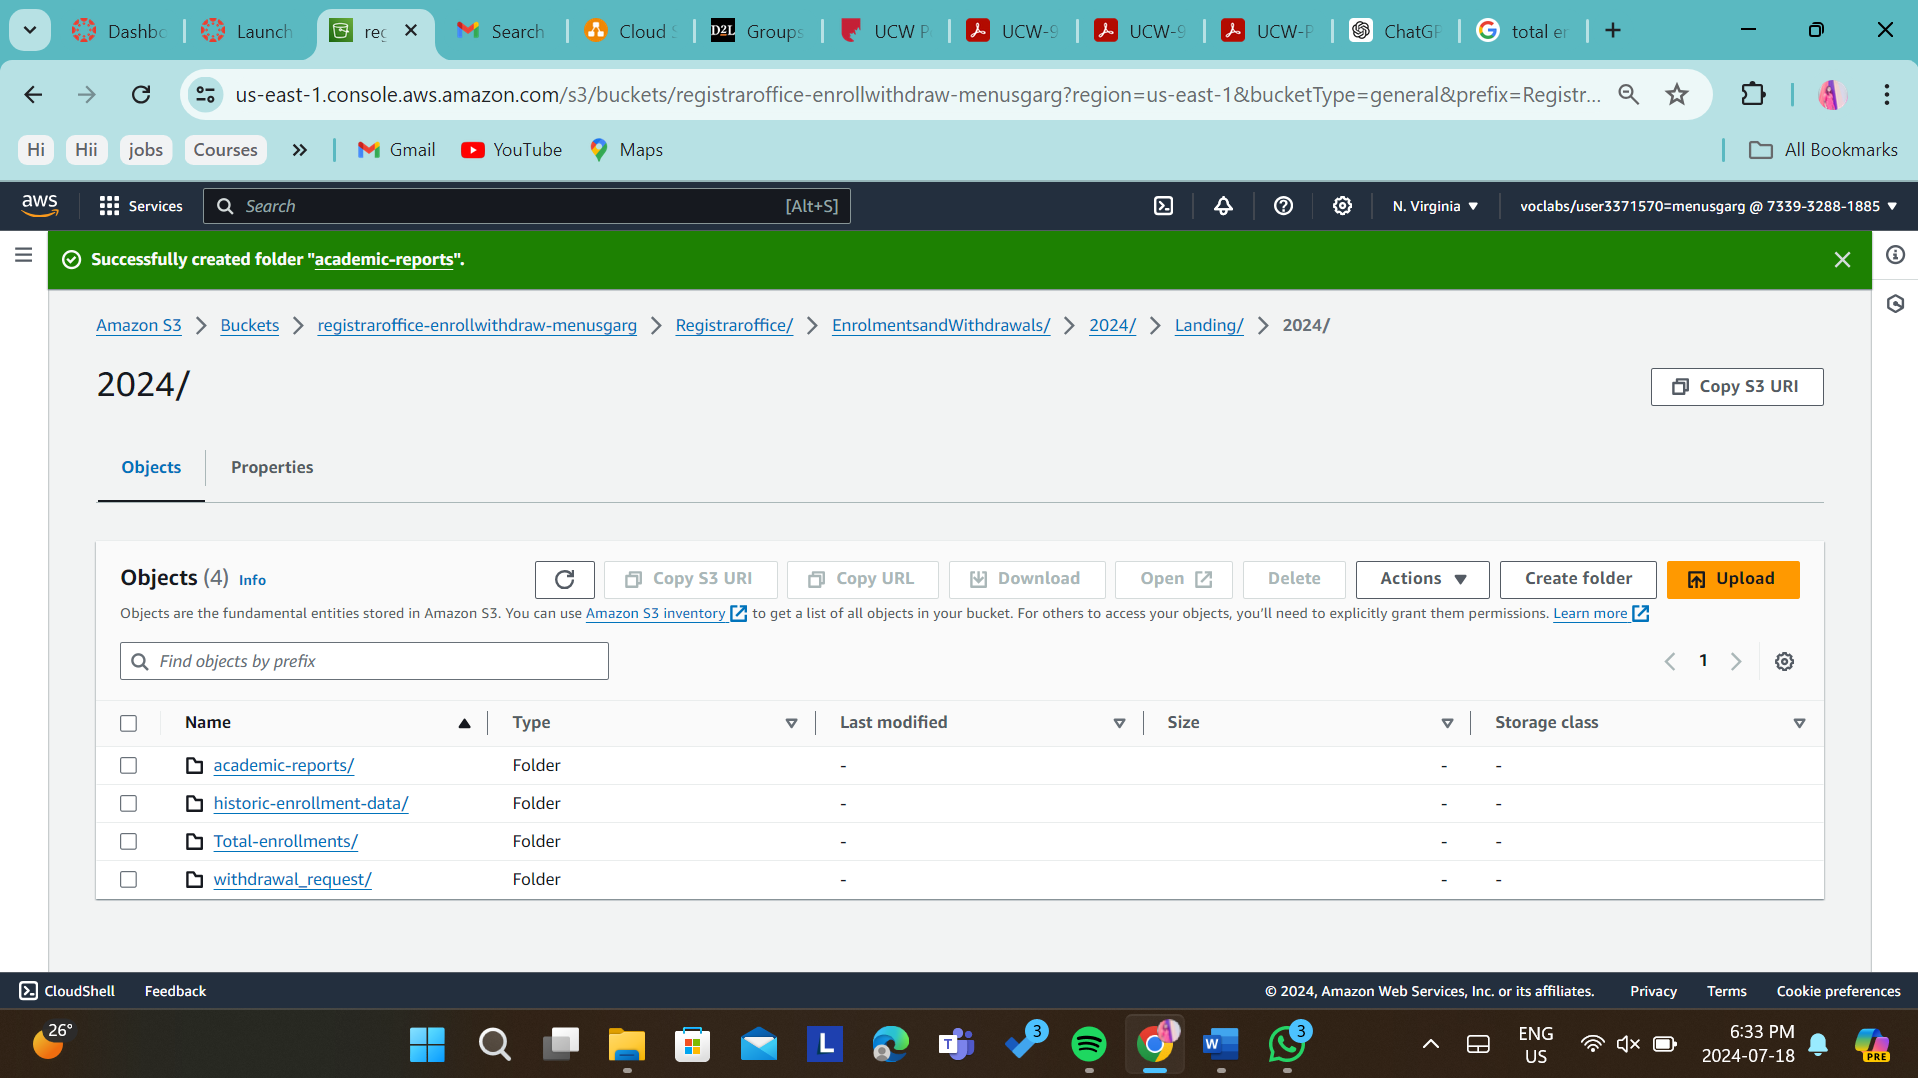 Dashbo Launch reg Search Cloud S D2L Groups UCW P UCW-9 UCW-9 UCW-P ChatGP total en
us-east-1.console.aws.amazon.com/s3/buckets/registraroffice-enrollwithdraw-menusgarg?region=us-east-1&bucketType=general&prefix=Registr...
Hi Hii jobs Courses » Gmail YouTube Maps All Bookmarks
aws Services Search [Alt+S] N. Virginia voclabs/user3371570=menusgarg @ 7339-3288-1885
Successfully created folder "academic-reports".
Amazon S3 > Buckets > registraroffice-enrollwithdraw-menusgarg > Registraroffice/ > EnrolmentsandWithdrawals/ > 2024/ > Landing/ > 2024/
2024/
Copy S3 URI
Objects Properties
Objects (4) Info Copy S3 URI Copy URL Download Open Delete Actions Create folder Upload
Objects are the fundamental entities stored in Amazon S3. You can use Amazon S3 inventory to get a list of all objects in your bucket. For others to access your objects, you'll need to explicitly grant them permissions. Learn more
Find objects by prefix 1
Name Type Last modified Size Storage class
academic-reports/ Folder - - -
historic-enrollment-data/ Folder - - -
Total-enrollments/ Folder - - -
withdrawal_request/ Folder - - -
CloudShell Feedback © 2024, Amazon Web Services, Inc. or its affiliates. Privacy Terms Cookie preferences
26° L T 3 W 3 ENG 6:33 PM
US 2024-07-18 PRE